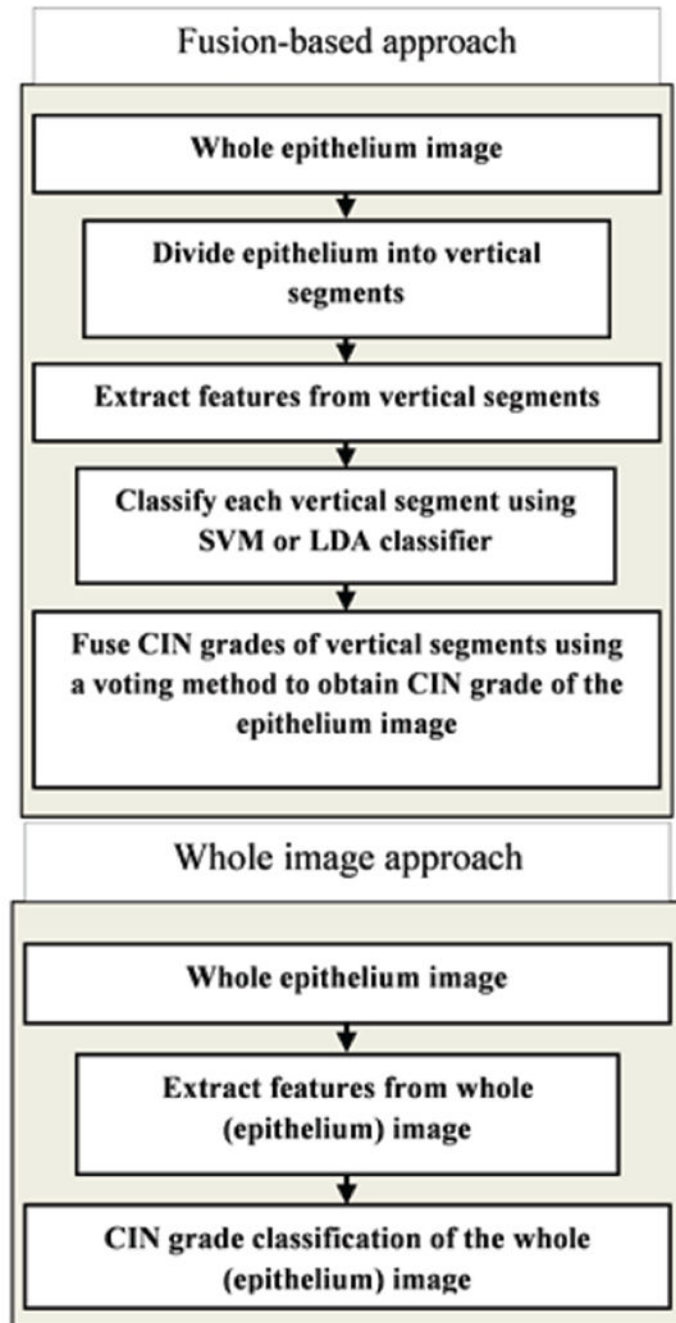 Fusion-based approach
Whole epithelium image
Divide epithelium into vertical
segments
Extract features from vertical segments
Classify each vertical segment using
SVM or LDA classifier
Fuse CIN grades of vertical segments using
a voting method to obtain CIN grade of the
epithelium image
Whole image approach
Whole epithelium image
Extract features from whole
(epithelium) image
CIN grade classification of the whole
(epithelium) image